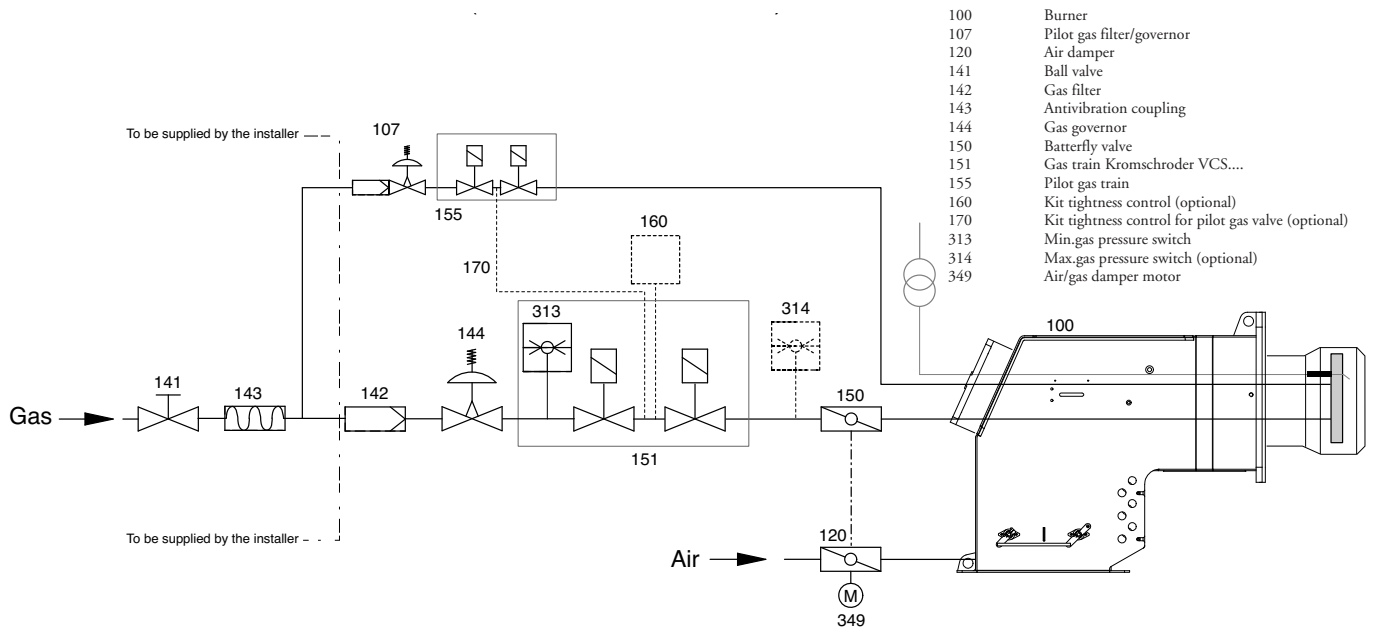 100 Burner
107 Pilot gas filter/governor
120 Air damper
141 Ball valve
142 Gas filter
143 Antivibration coupling
144 Gas governor
150 Batterfly valve
151 Gas train Kromschroder VCS....
155 Pilot gas train
160 Kit tightness control (optional)
170 Kit tightness control for pilot gas valve (optional)
313 Min.gas pressure switch
314 Max.gas pressure switch (optional)
349 Air/gas damper motor
To be supplied by the installer
107
155
160
170
313
314
144
100
141
143
142
150
Gas
151
To be supplied by the installer
120
Air
M
349